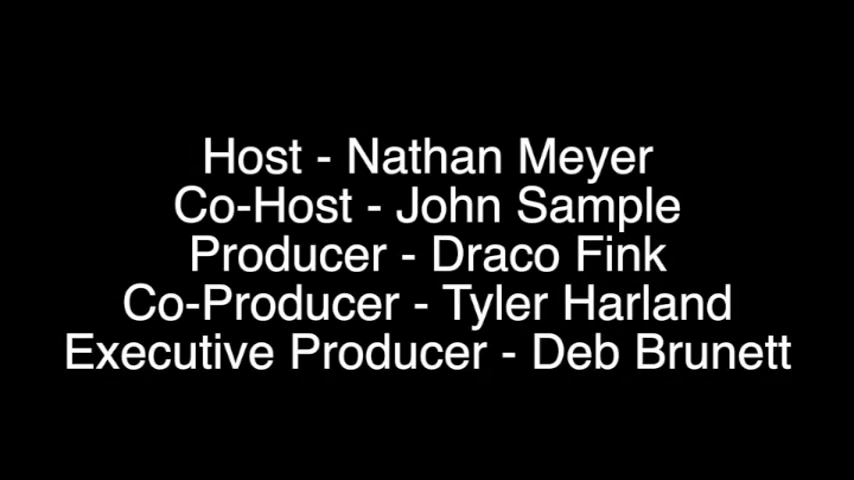 Host - Nathan Meyer
Co-Host - John Sample
Producer - Draco Fink
Co-Producer - Tyler Harland
Executive Producer - Deb Brunett